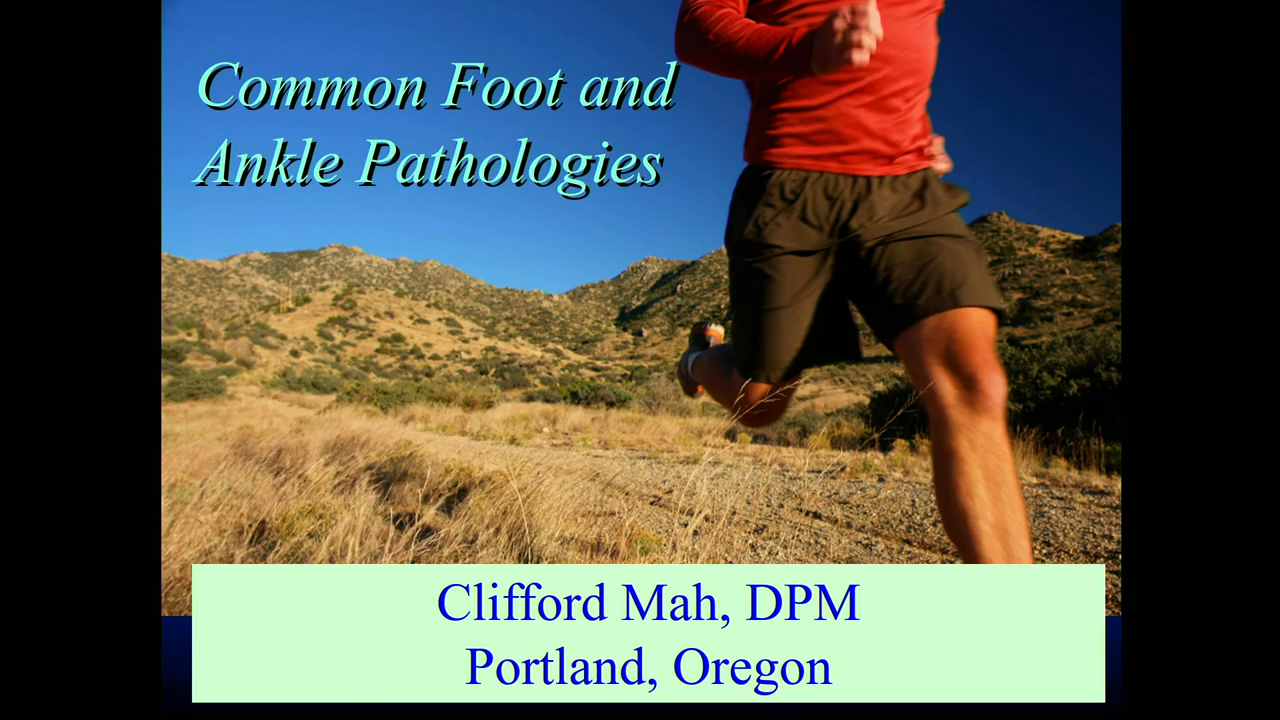 Common Foot and
Ankle Pathologies
Clifford Mah, DPM
Portland, Oregon